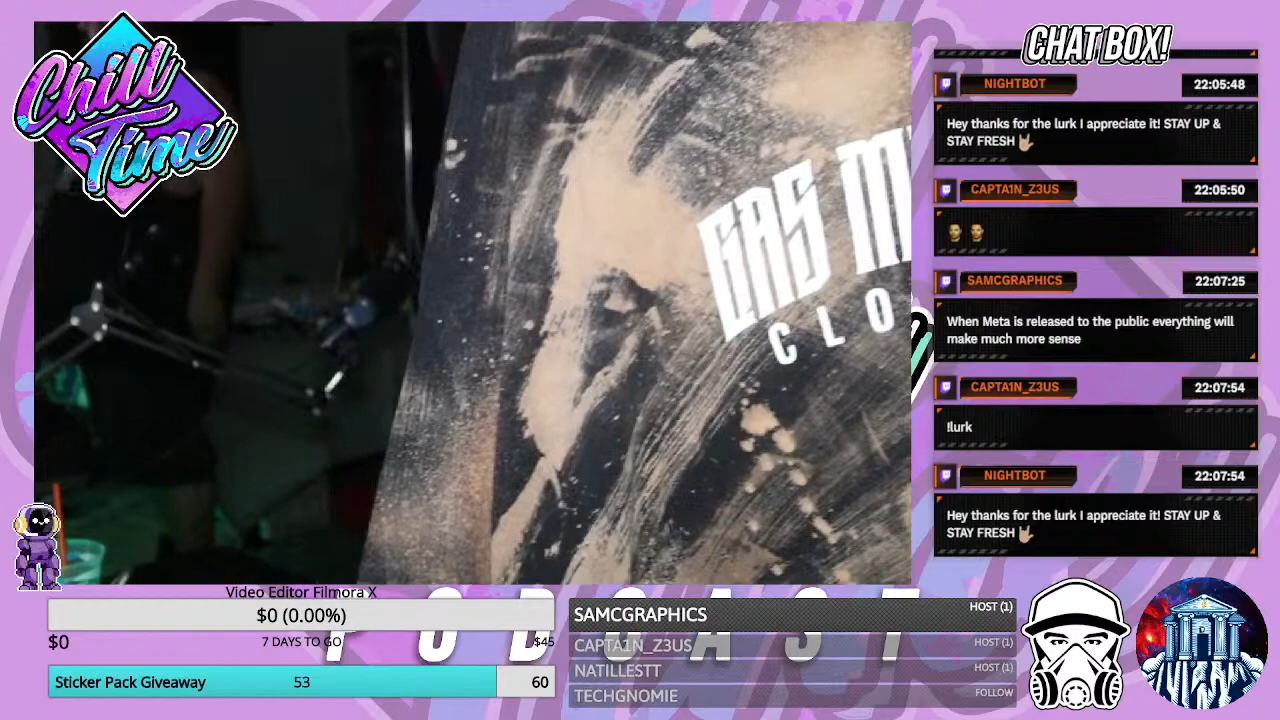 Chill
Time
GAS M
CLO
CHAT BOX!
NIGHTBOT
22:05:48
Hey thanks for the lurk I appreciate it! STAY UP &
STAY FRESH
CAPTA1N_Z3US
22:05:50
SAMCGRAPHICS
22:07:25
When Meta is released to the public everything will
make much more sense
CAPTA1N_Z3US
22:07:54
!lurk
NIGHTBOT
22:07:54
Hey thanks for the lurk I appreciate it! STAY UP &
STAY FRESH
Video Editor Filmora X
$0 (0.00%)
$0
7 DAYS TO GO
$45
Sticker Pack Giveaway
53
60
PODCAST
SAMCGRAPHICS
HOST (1)
CAPTA1N_Z3US
HOST (1)
NATILLESTT
HOST (1)
TECHGNOMIE
FOLLOW